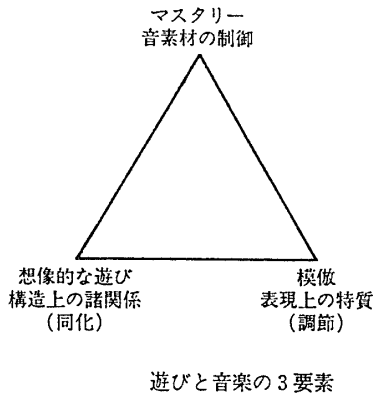 マスタリー
音素材の制御
想像的な遊び
構造上の諸関係
(同化)
模倣
表現上の特質
(調節)
遊びと音楽の3要素